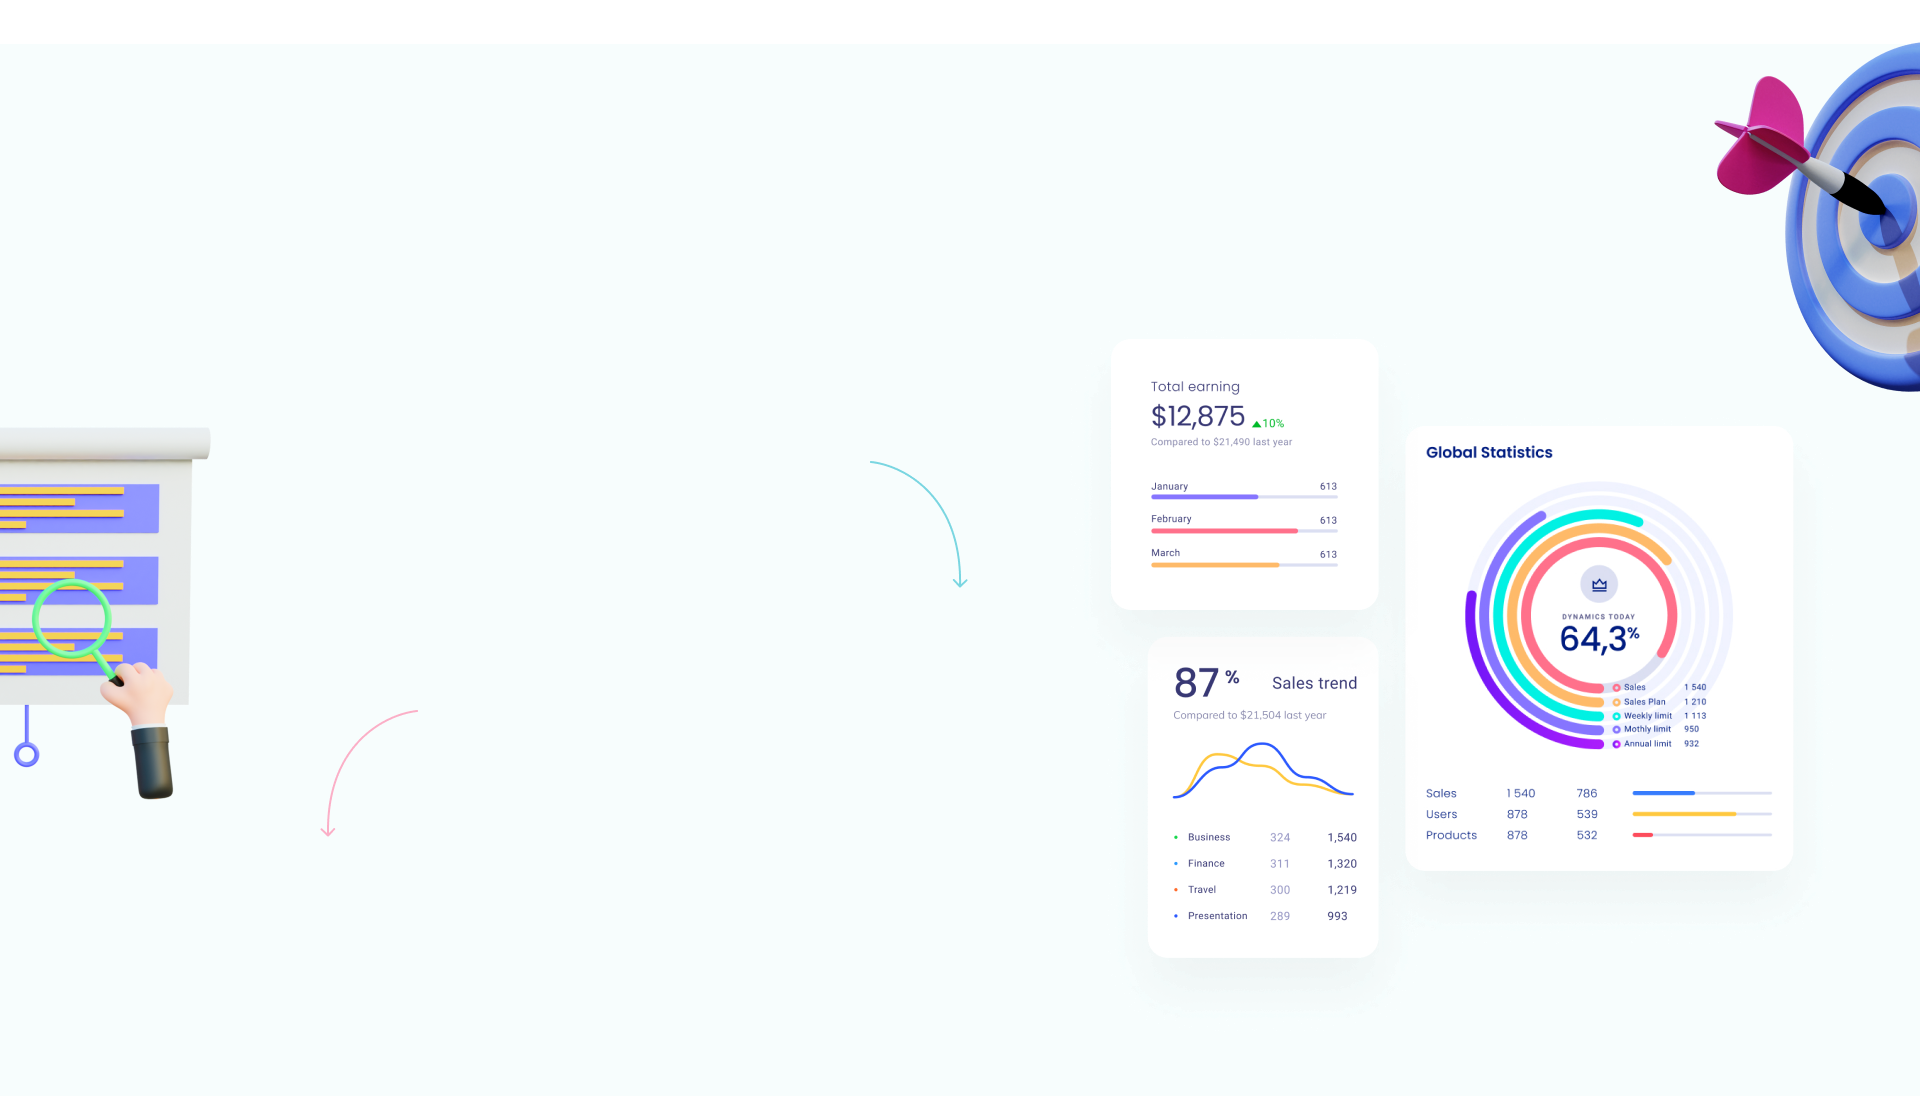 Total earning
$12,875 10%
Compared to $21,490 last year
January 613
February 613
March 613
87 % Sales trend
Compared to $21,504 last year
Business 324 1,540
Finance 311 1,320
Travel 300 1,219
Presentation 289 993
Global Statistics
DYNAMICS TODAY
64,3%
Sales 1 540
Sales Plan 1 210
Weekly limit 1 113
Mothly limit 950
Annual limit 932
Sales 1 540 786
Users 878 539
Products 878 532